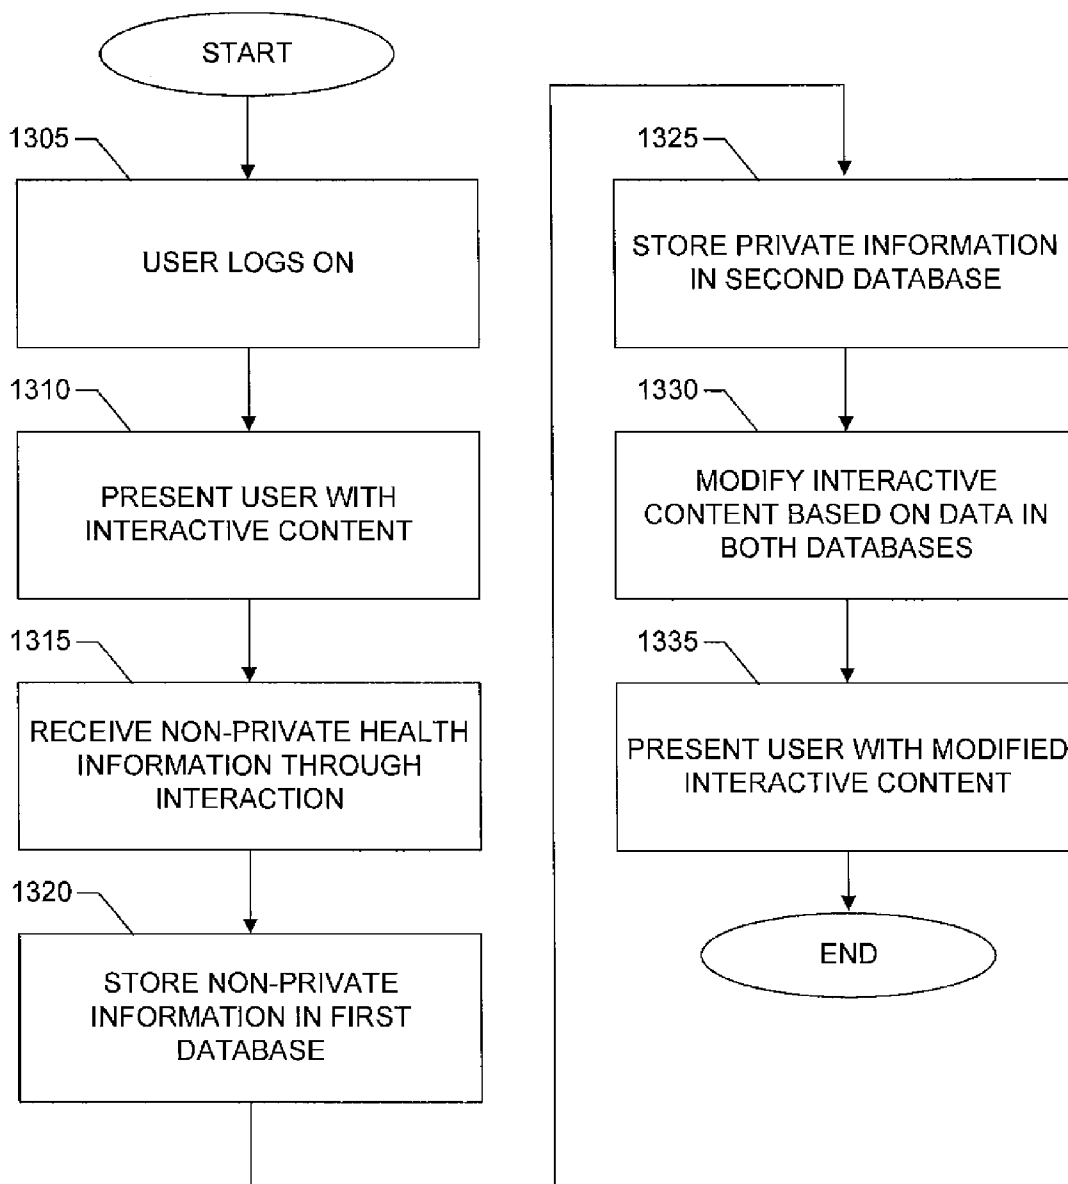 START
1305
USER LOGS ON
1310
PRESENT USER WITH
INTERACTIVE CONTENT
1315
RECEIVE NON-PRIVATE HEALTH
INFORMATION THROUGH
INTERACTION
1320
STORE NON-PRIVATE
INFORMATION IN FIRST
DATABASE
1325
STORE PRIVATE INFORMATION
IN SECOND DATABASE
1330
MODIFY INTERACTIVE
CONTENT BASED ON DATA IN
BOTH DATABASES
1335
PRESENT USER WITH MODIFIED
INTERACTIVE CONTENT
END